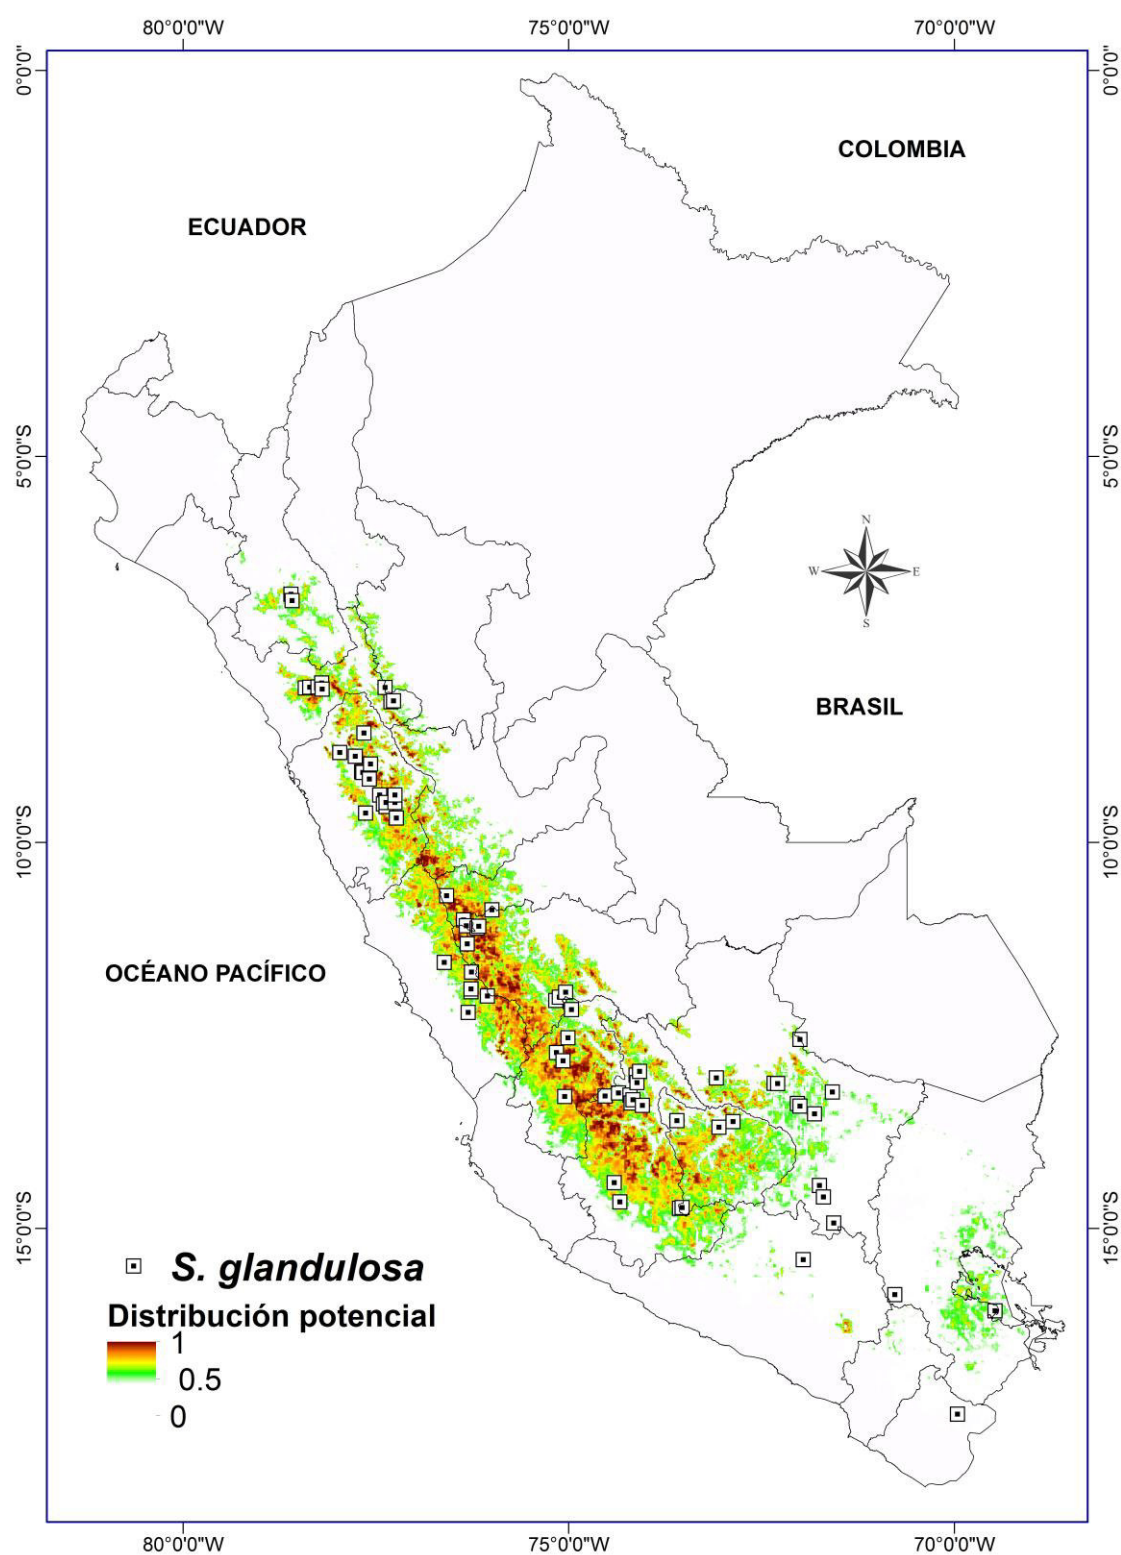 80°0'0"W 75°0'0"W 70°0'0"W
0°0'0" 0°0'0"
COLOMBIA
ECUADOR
5°0'0"S 5°0'0"S
N
W E
S
BRASIL
10°0'0"S 10°0'0"S
OCÉANO PACÍFICO
15°0'0"S 15°0'0"S
S. glandulosa
Distribución potencial
1
0.5
0
80°0'0"W 75°0'0"W 70°0'0"W